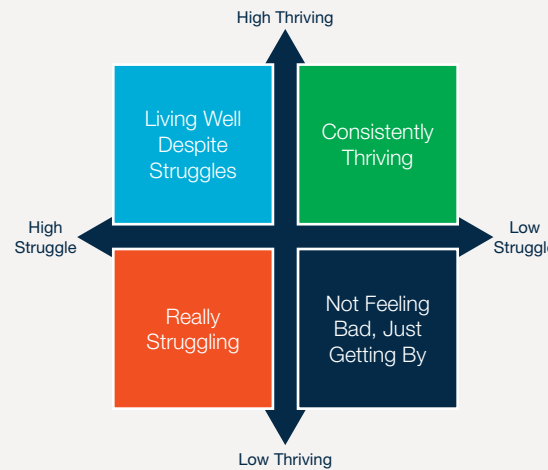 High Thriving
Living Well
Despite
Struggles
Consistently
Thriving
High
Struggle
Low
Struggle
Really
Struggling
Not Feeling
Bad, Just
Getting By
Low Thriving